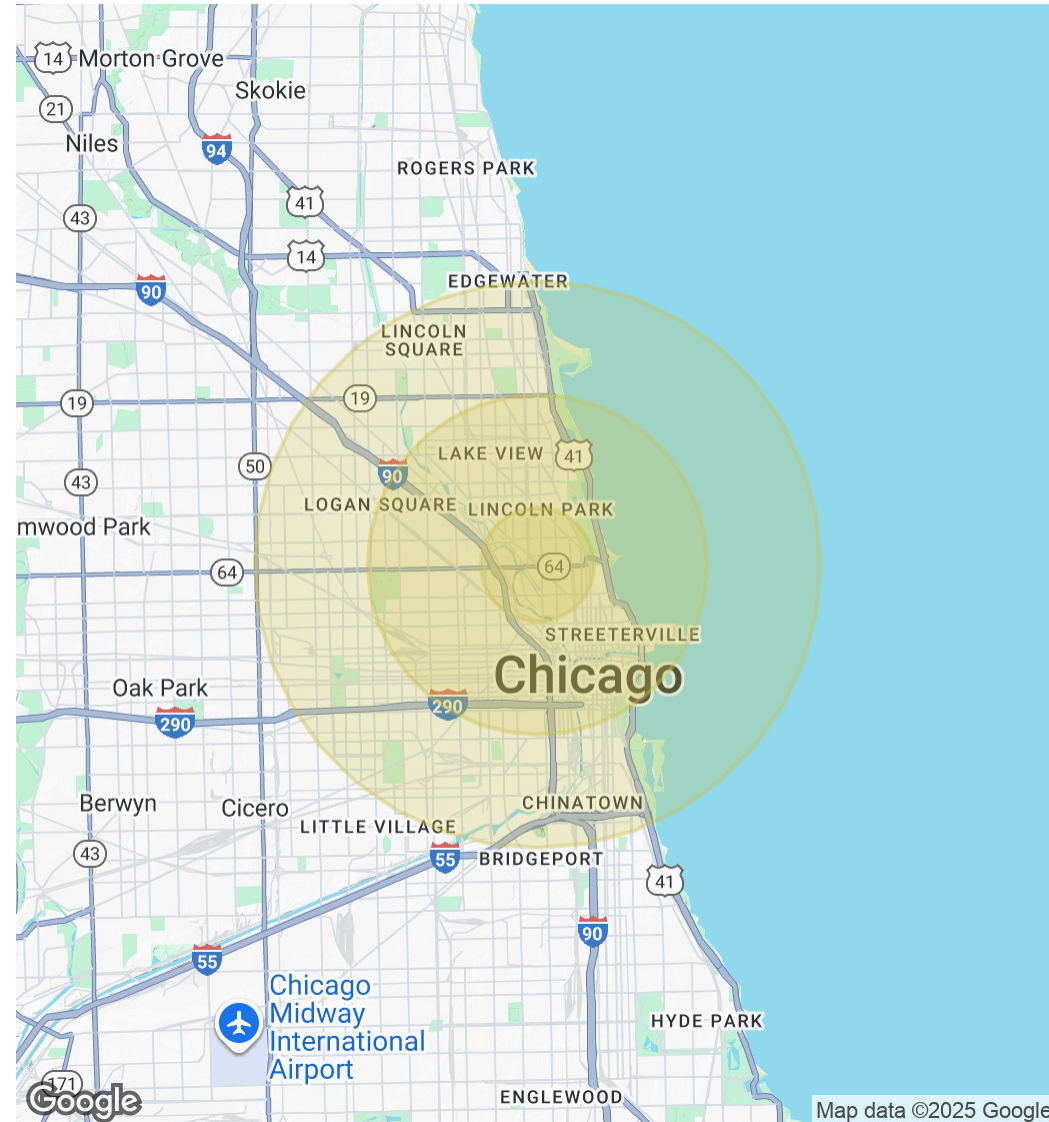 14
Morton Grove
Skokie
21
Niles
94
ROGERS PARK
41
43
14
EDGEWATER
90
LINCOLN
SQUARE
19
19
LAKE VIEW
41
50
90
43
LOGAN SQUARE
LINCOLN PARK
mwood Park
64
64
STREETERVILLE
Chicago
Oak Park
290
290
Berwyn
Cicero
CHINATOWN
LITTLE VILLAGE
43
55
BRIDGEPORT
41
90
55
Chicago
Midway
International
Airport
HYDE PARK
171
Google
ENGLEWOOD
Map data ©2025 Google